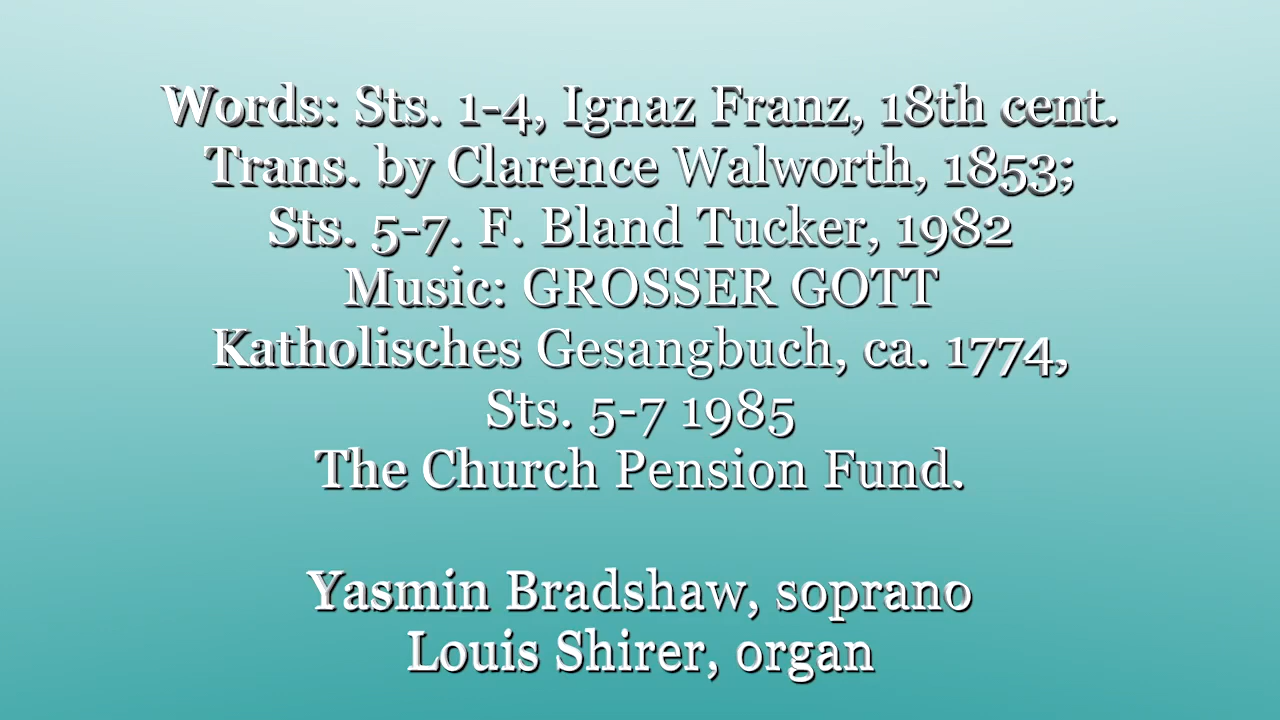 Words: Sts. 1-4, Ignaz Franz, 18th cent.
Trans. by Clarence Walworth, 1853;
Sts. 5-7. F. Bland Tucker, 1982
Music: GROSSER GOTT
Katholisches Gesangbuch, ca. 1774,
Sts. 5-7 1985
The Church Pension Fund.
Yasmin Bradshaw, soprano
Louis Shirer, organ